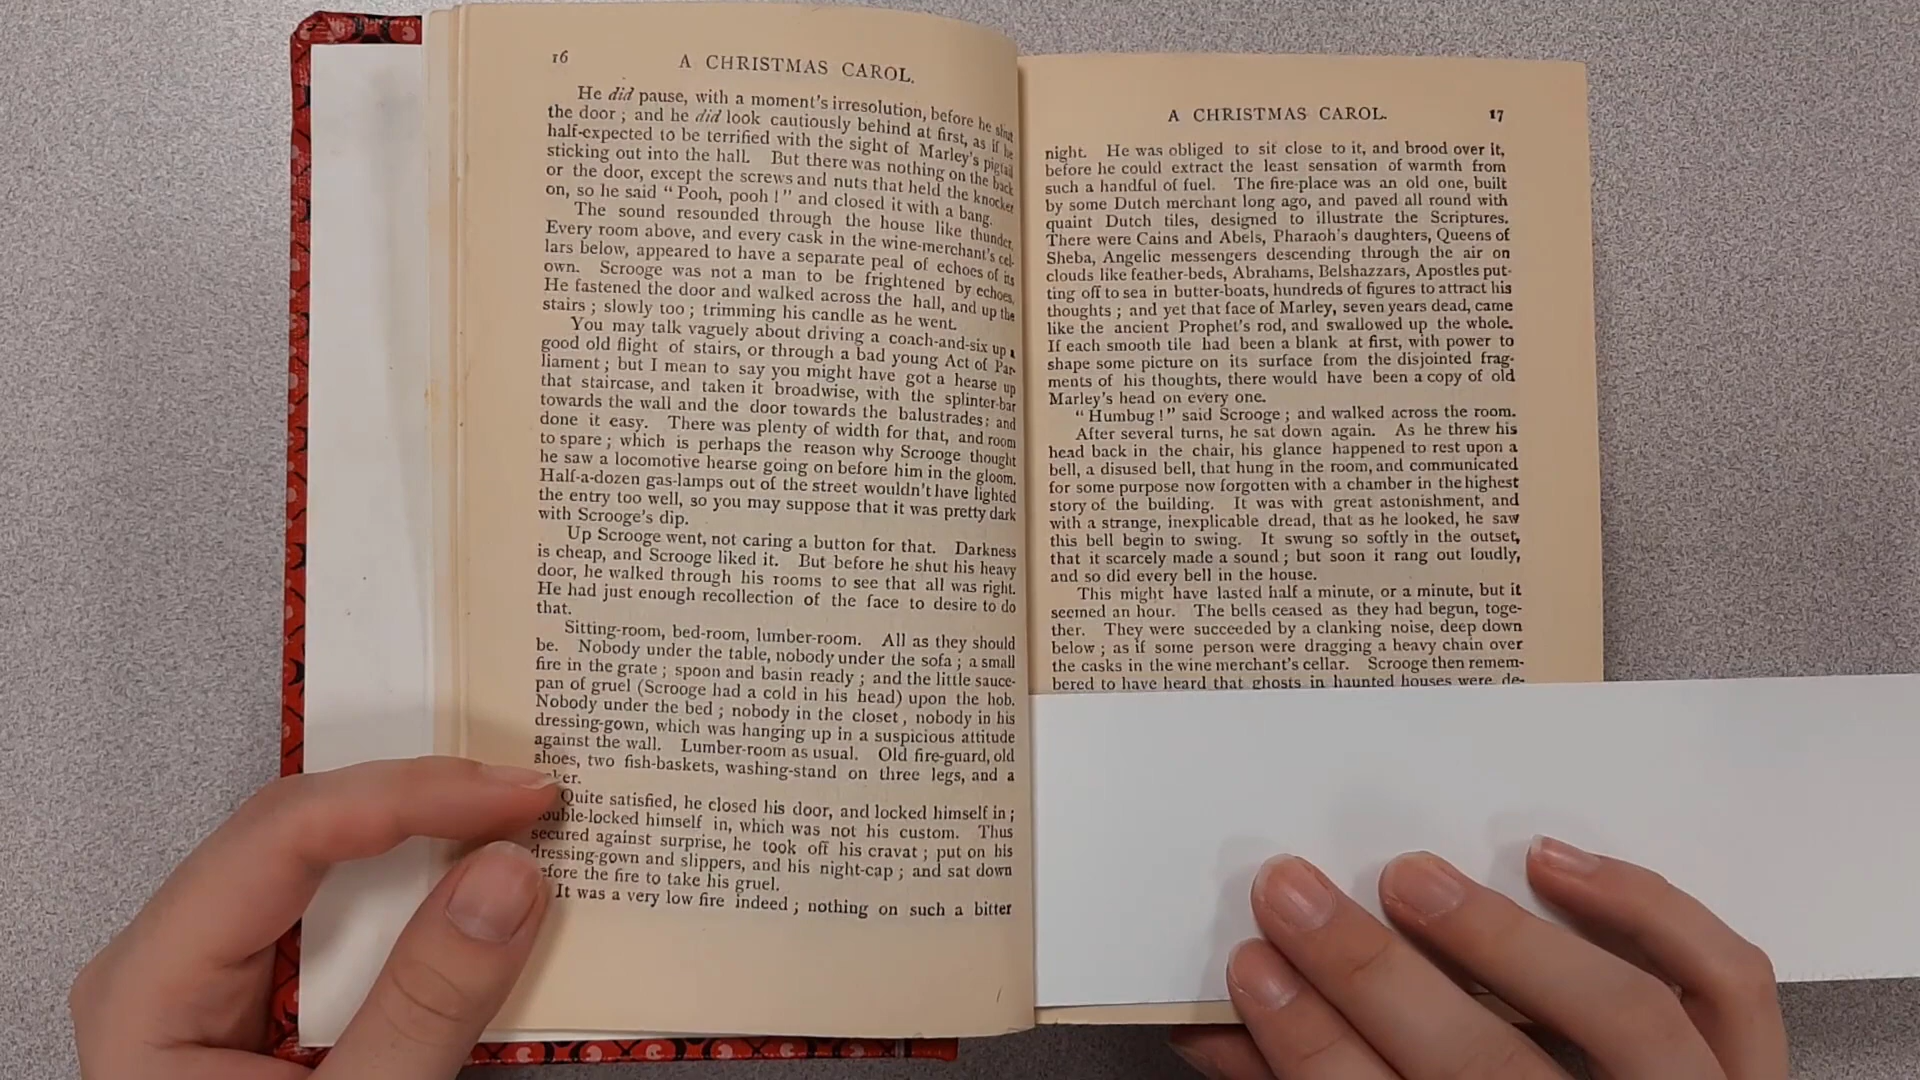 16
A CHRISTMAS CAROL.
He did pause, with a moment's irresolution, before he shut
the door ; and he did look cautiously behind at first, as if he
half-expected to be terrified with the sight of Marley's pigtail
sticking out into the hall. But there was nothing on the back
or the door, except the screws and nuts that held the knocker
on, so he said “ Pooh, pooh ! ” and closed it with a bang.
The sound resounded through the house like thunder.
Every room above, and every cask in the wine-merchant's cel-
lars below, appeared to have a separate peal of echoes of its
own. Scrooge was not a man to be frightened by echoes.
He fastened the door and walked across the hall, and up the
stairs ; slowly too ; trimming his candle as he went.
You may talk vaguely about driving a coach-and-six up a
good old flight of stairs, or through a bad young Act of Par-
liament ; but I mean to say you might have got a hearse up
that staircase, and taken it broadwise, with the splinter-bar
towards the wall and the door towards the balustrades: and
done it easy. There was plenty of width for that, and room
to spare ; which is perhaps the reason why Scrooge thought
he saw a locomotive hearse going on before him in the gloom.
Half-a-dozen gas-lamps out of the street wouldn't have lighted
the entry too well, so you may suppose that it was pretty dark
with Scrooge's dip.
Up Scrooge went, not caring a button for that. Darkness
is cheap, and Scrooge liked it. But before he shut his heavy
door, he walked through his rooms to see that all was right.
He had just enough recollection of the face to desire to do
that.
Sitting-room, bed-room, lumber-room. All as they should
be. Nobody under the table, nobody under the sofa ; a small
fire in the grate ; spoon and basin ready ; and the little sauce-
pan of gruel (Scrooge had a cold in his head) upon the hob.
Nobody under the bed ; nobody in the closet , nobody in his
dressing-gown, which was hanging up in a suspicious attitude
against the wall. Lumber-room as usual. Old fire-guard, old
shoes, two fish-baskets, washing-stand on three legs, and a
Quite satisfied, he closed his door, and locked himself in ;
himself in, which was not his custom. Thus
secured against surprise, he took off his cravat ; put on his
dressing-gown and slippers, and his night-cap ; and sat down
the fire to take his gruel.
It was a very low fire indeed ; nothing on such a bitter
A CHRISTMAS CAROL.
17
night. He was obliged to sit close to it, and brood over it,
before he could extract the least sensation of warmth from
such a handful of fuel. The fire-place was an old one, built
by some Dutch merchant long ago, and paved all round with
quaint Dutch tiles, designed to illustrate the Scriptures.
There were Cains and Abels, Pharaoh's daughters, Queens of
Sheba, Angelic messengers descending through the air on
clouds like feather-beds, Abrahams, Belshazzars, Apostles put-
ting off to sea in butter-boats, hundreds of figures to attract his
thoughts ; and yet that face of Marley, seven years dead, came
like the ancient Prophet's rod, and swallowed up the whole.
If each smooth tile had been a blank at first, with power to
shape some picture on its surface from the disjointed frag-
ments of his thoughts, there would have been a copy of old
Marley's head on every one.
“ Humbug ! ” said Scrooge ; and walked across the room.
After several turns, he sat down again. As he threw his
head back in the chair, his glance happened to rest upon a
bell, a disused bell, that hung in the room, and communicated
for some purpose now forgotten with a chamber in the highest
story of the building. It was with great astonishment, and
with a strange, inexplicable dread, that as he looked, he saw
this bell begin to swing. It swung so softly in the outset,
that it scarcely made a sound ; but soon it rang out loudly,
and so did every bell in the house.
This might have lasted half a minute, or a minute, but it
seemed an hour. The bells ceased as they had begun, toge-
ther. They were succeeded by a clanking noise, deep down
below ; as if some person were dragging a heavy chain over
the casks in the wine merchant's cellar. Scrooge then remem-
bered to have heard that ghosts in haunted houses were de-